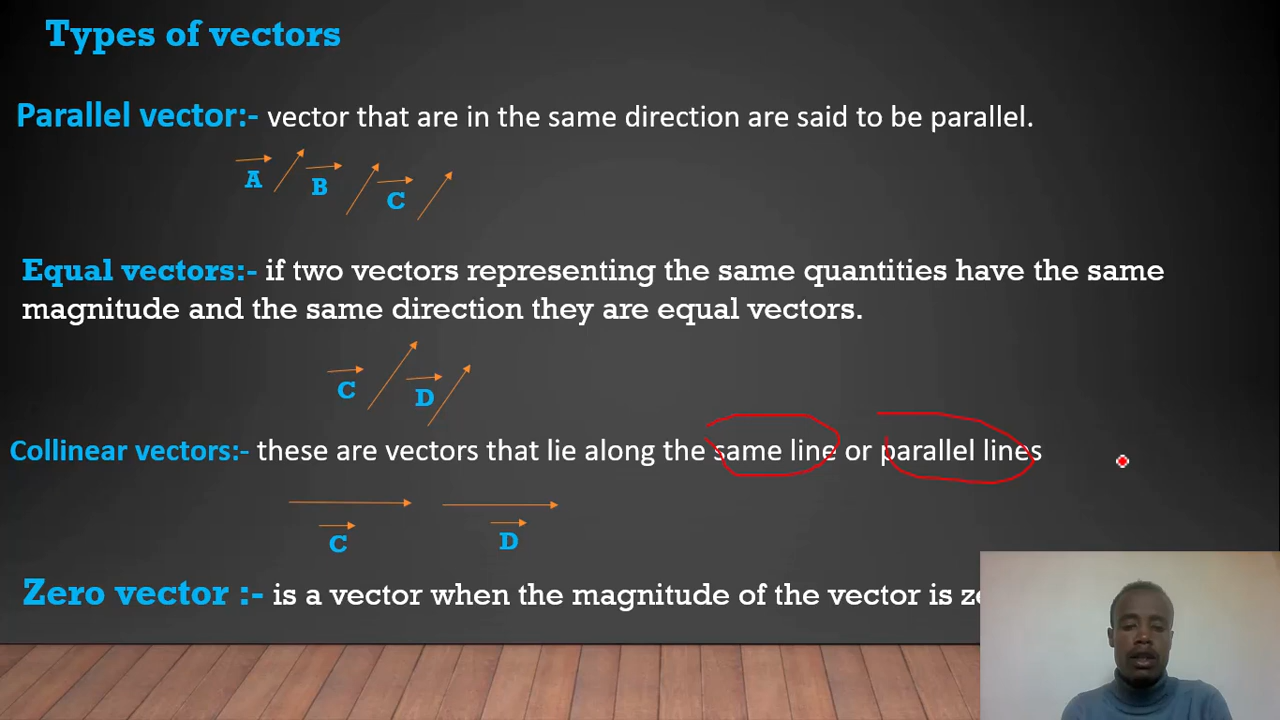 Types of vectors
Parallel vector:- vector that are in the same direction are said to be parallel.
A B C
Equal vectors:- if two vectors representing the same quantities have the same
magnitude and the same direction they are equal vectors.
C D
Collinear vectors:- these are vectors that lie along the same line or parallel lines
C D
Zero vector :- is a vector when the magnitude of the vector is